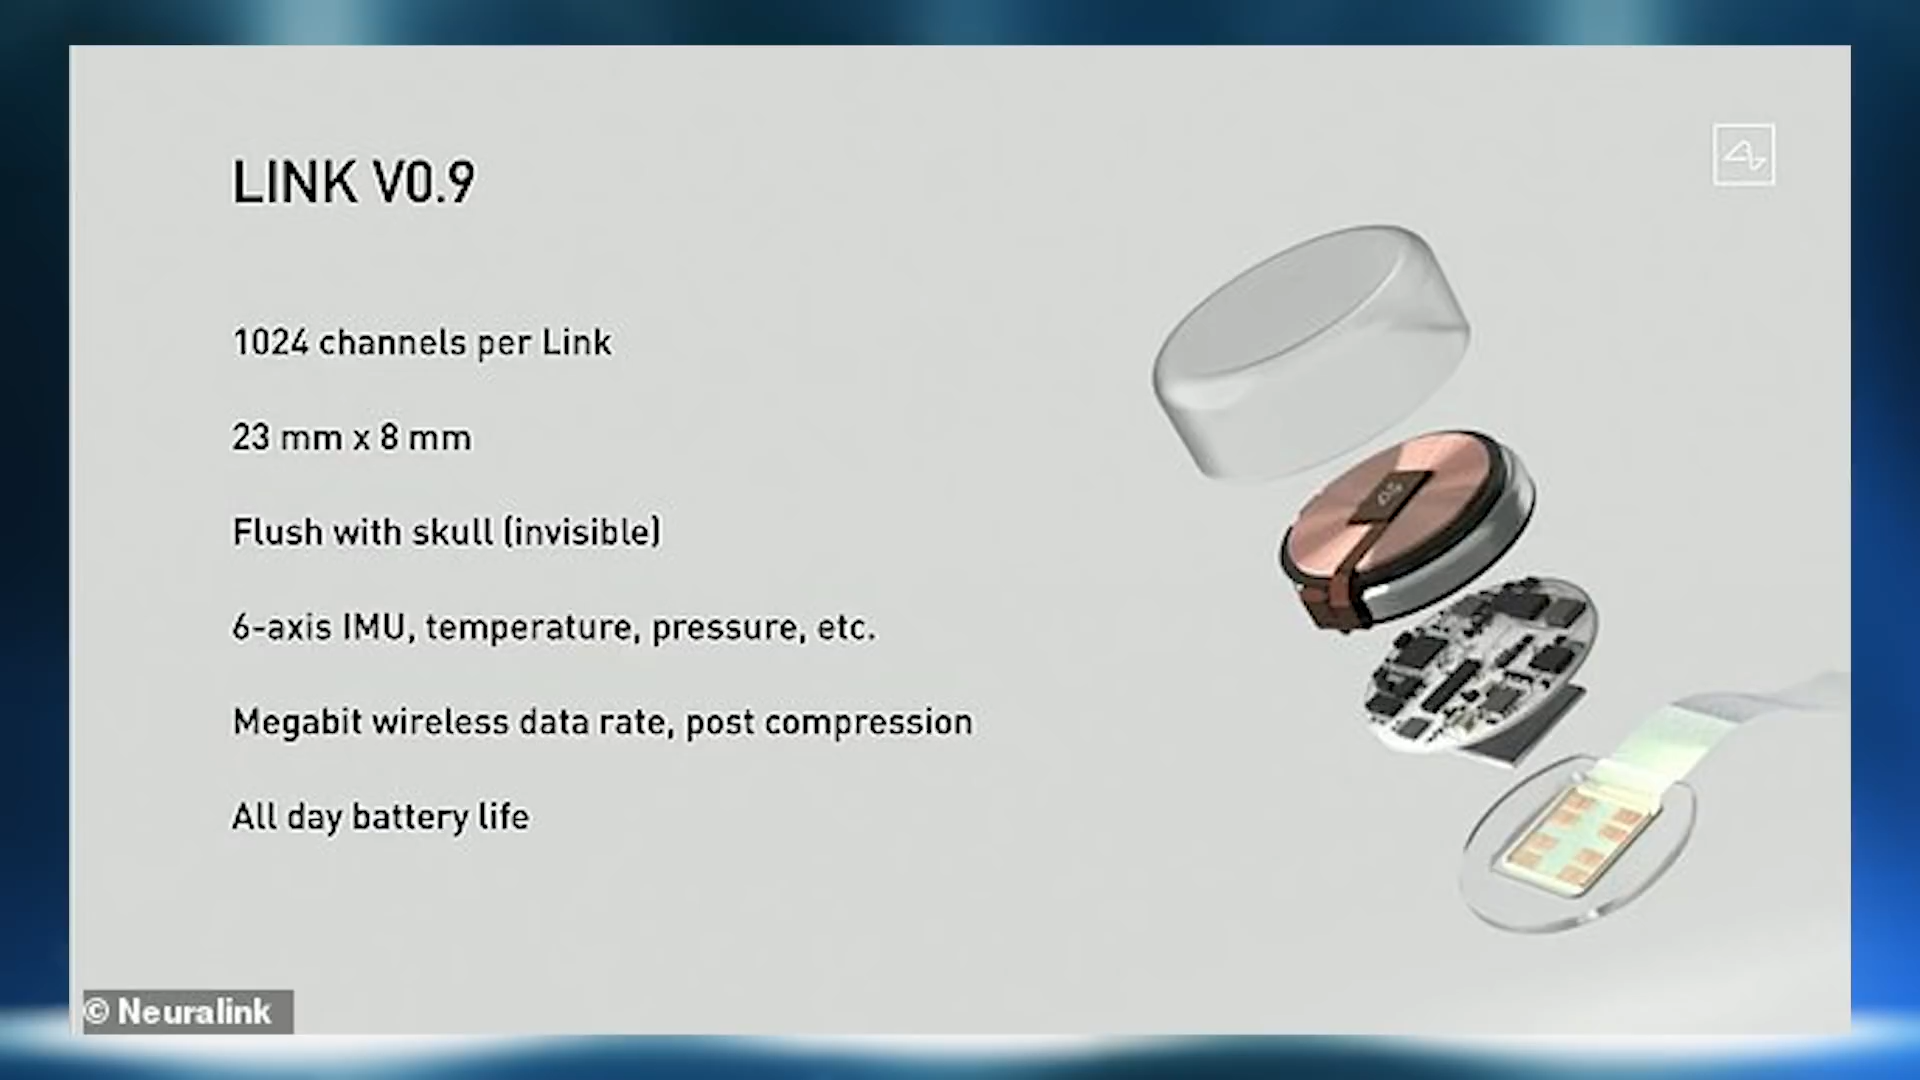 LINK V0.9
1024 channels per Link
23 mm x 8 mm
Flush with skull (invisible)
6-axis IMU, temperature, pressure, etc.
Megabit wireless data rate, post compression
All day battery life
© Neuralink